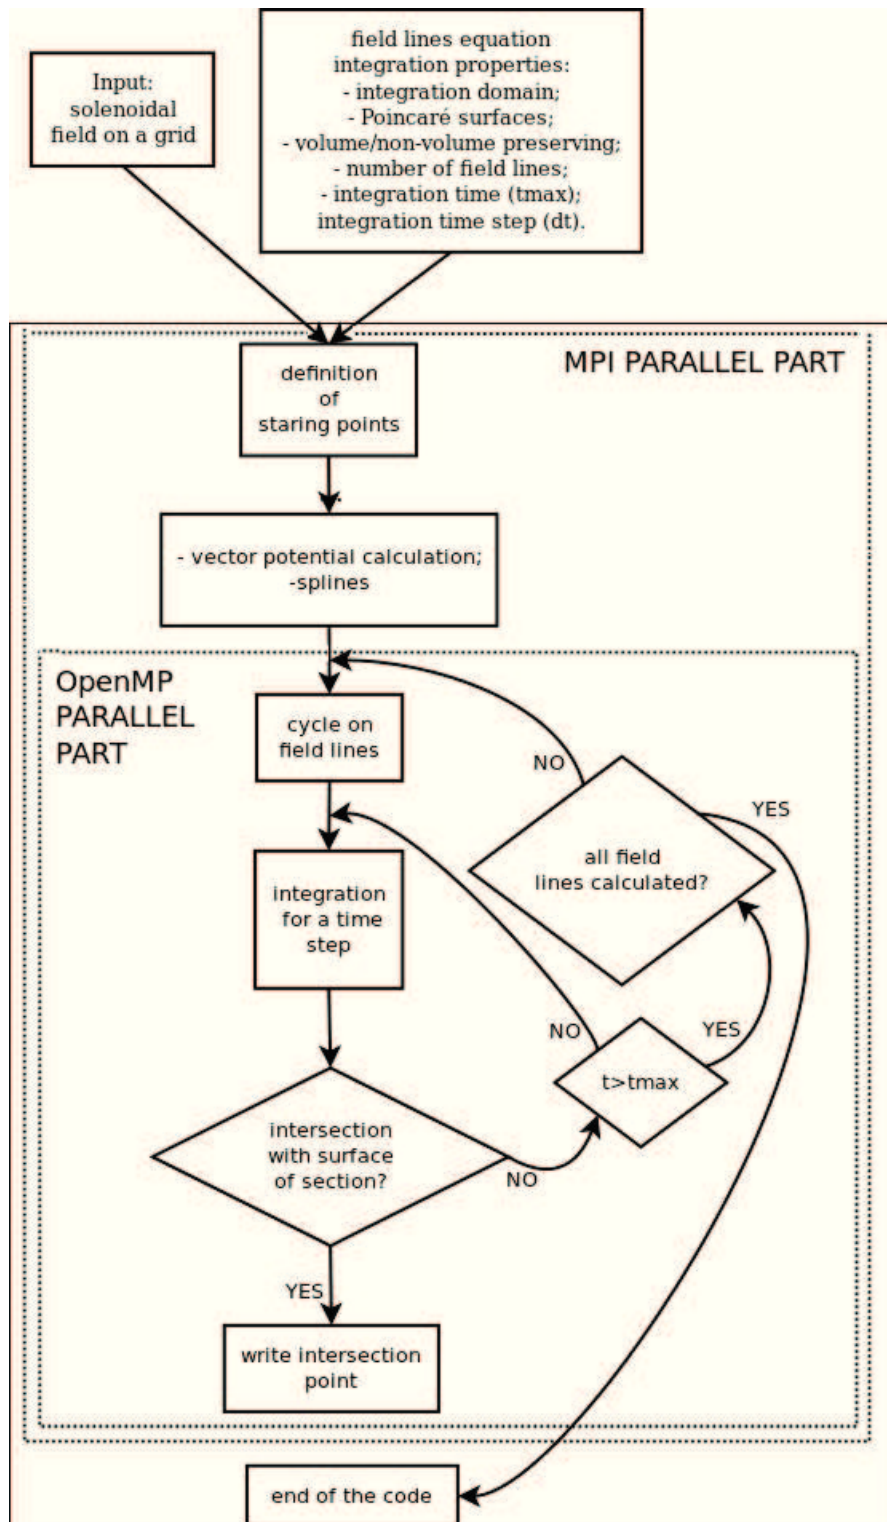 Input:
solenoidal
field on a grid
field lines equation
integration properties:
- integration domain;
- Poincaré surfaces;
- volume/non-volume preserving;
- number of field lines;
- integration time (tmax);
integration time step (dt).
MPI PARALLEL PART
definition
of
staring points
- vector potential calculation;
-splines
OpenMP
PARALLEL
PART
cycle on
field lines
NO
YES
all field
lines calculated?
integration
for a time
step
NO
YES
t>tmax
intersection
with surface
of section?
NO
YES
write intersection
point
end of the code